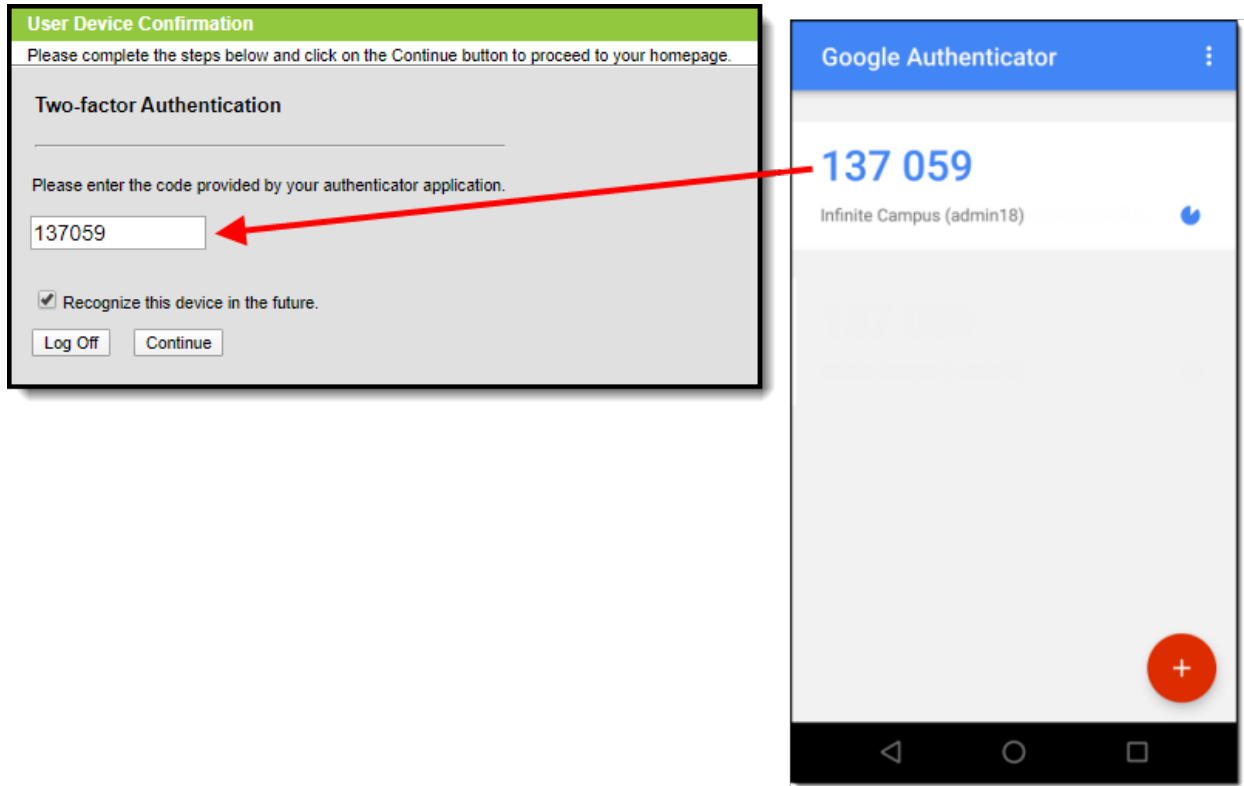 User Device Confirmation
Please complete the steps below and click on the Continue button to proceed to your homepage.
Two-factor Authentication
Please enter the code provided by your authenticator application.
137059
Recognize this device in the future.
Log Off
Continue
Google Authenticator
137 059
Infinite Campus (admin18)